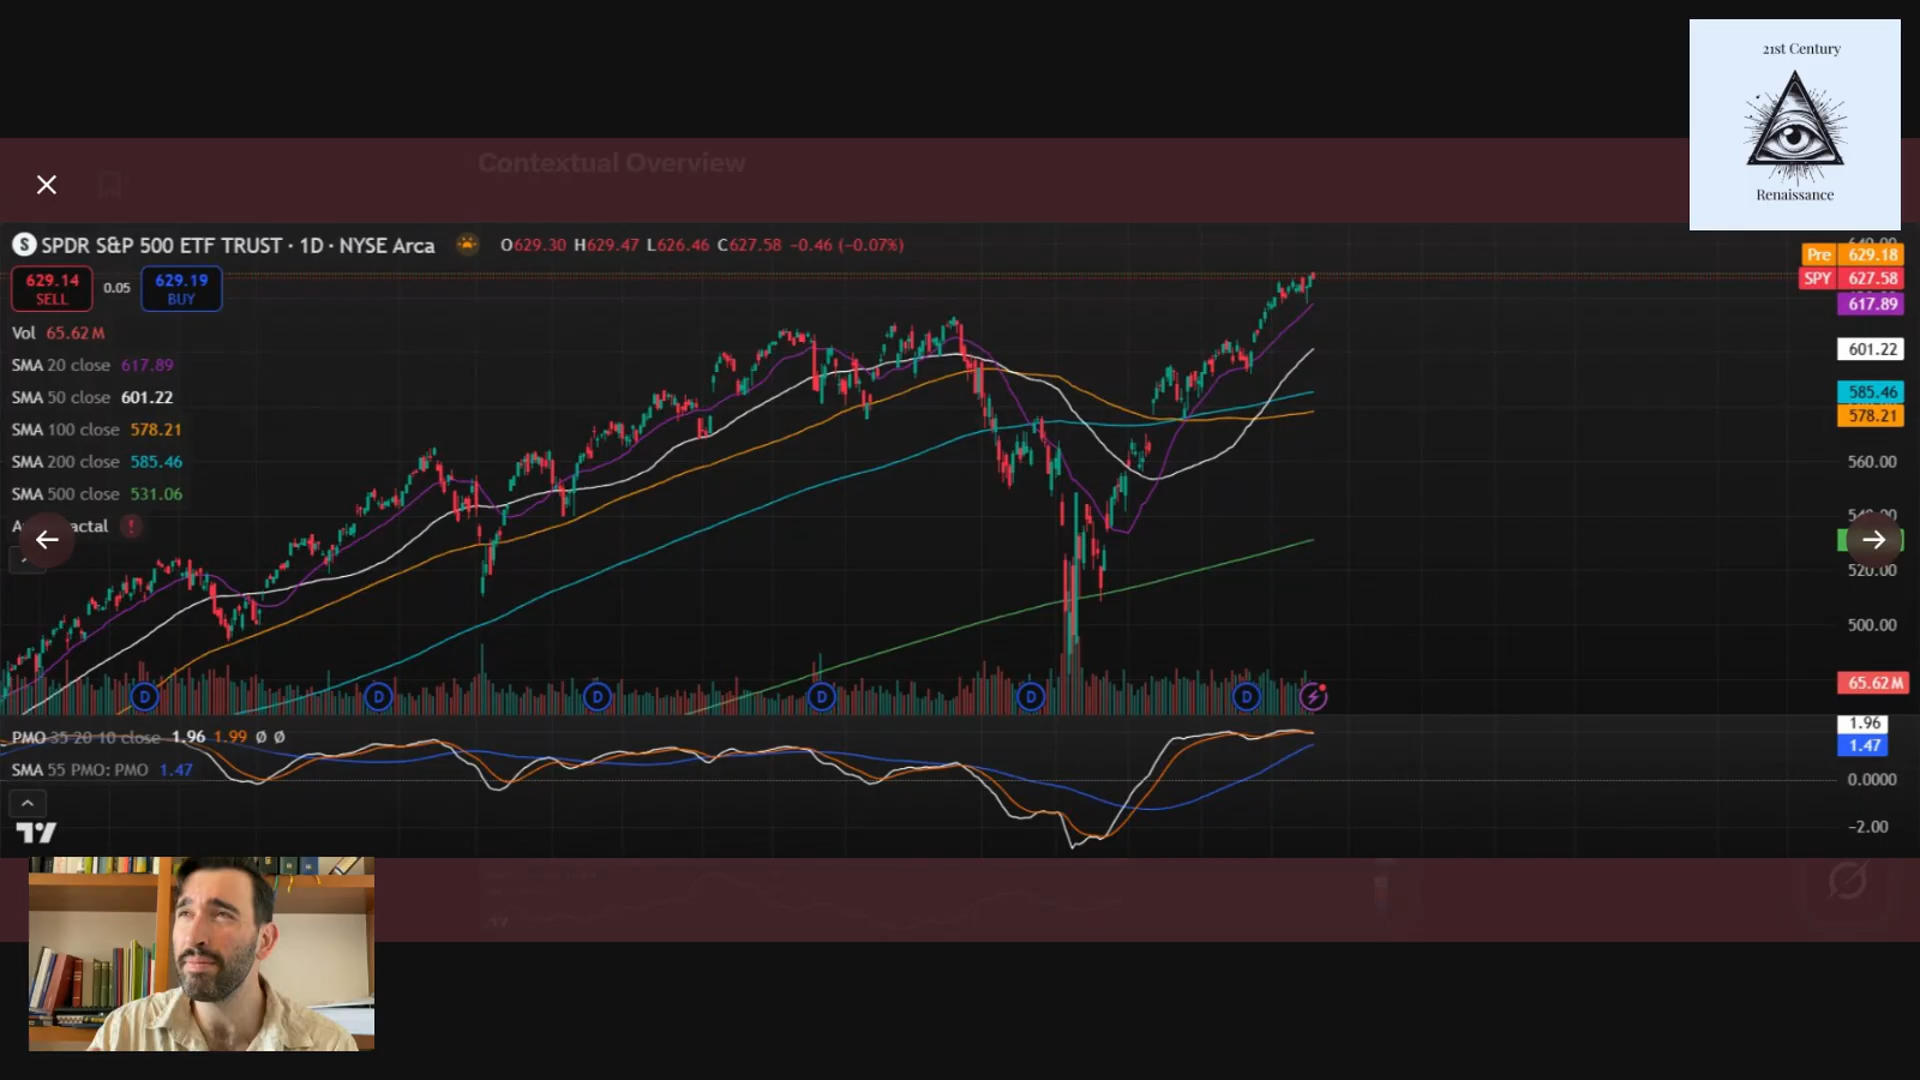 21st Century
Renaissance
Contextual Overview
S SPDR S&P 500 ETF TRUST · 1D · NYSE Arca O629.30 H629.47 L626.46 C627.58 −0.46 (−0.07%)
629.14 SELL 0.05 629.19 BUY
Vol 65.62 M
SMA 20 close 617.89
SMA 50 close 601.22
SMA 100 close 578.21
SMA 200 close 585.46
SMA 500 close 531.06
actal !
Pre 629.18
SPY 627.58
617.89
601.22
585.46
578.21
560.00
520.00
500.00
65.62M
D D D D D D
PMO 35 20 10 close 1.96 1.99 Ø Ø
SMA 55 PMO: PMO 1.47
1.96
1.47
0.0000
−2.00